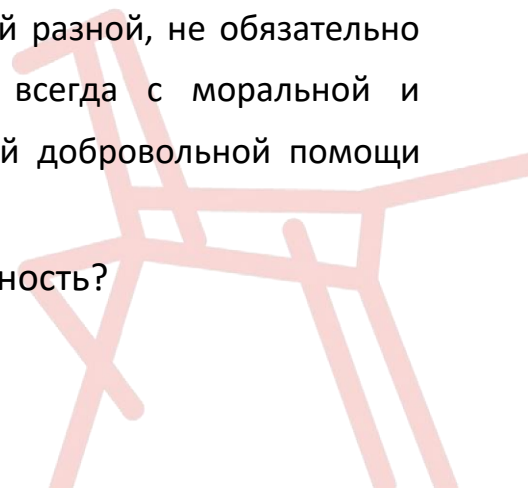 й разной, не обязательно
всегда с моральной и
й добровольной помощи
ность?